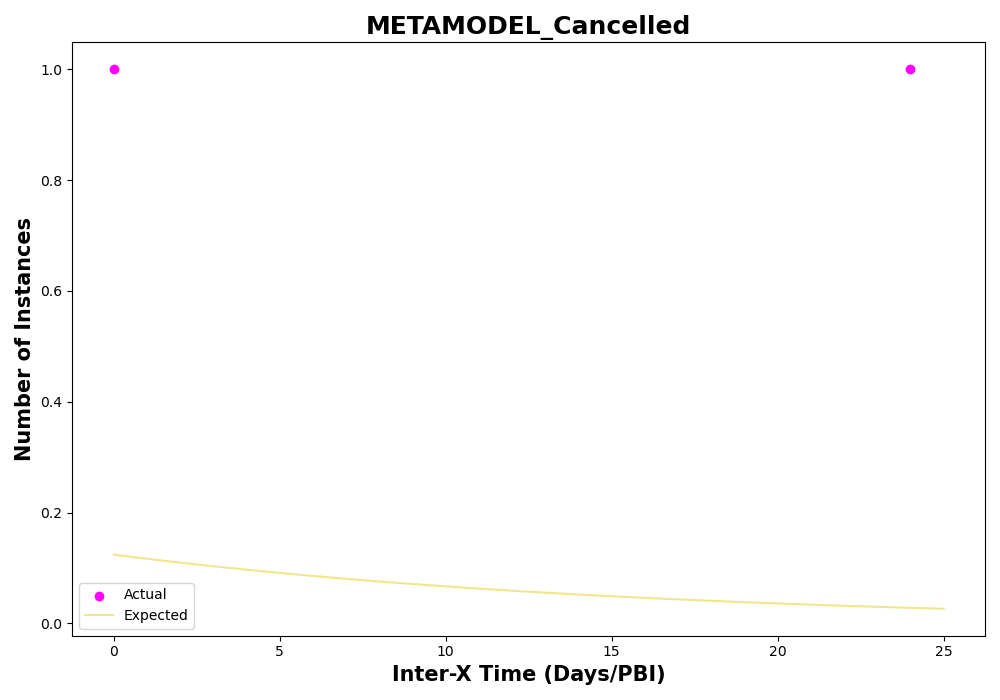 METAMODEL_Cancelled
Number of Instances
1.0
0.8
0.6
0.4
0.2
0.0
Actual
Expected
0
5
10
15
20
25
Inter-X Time (Days/PBI)